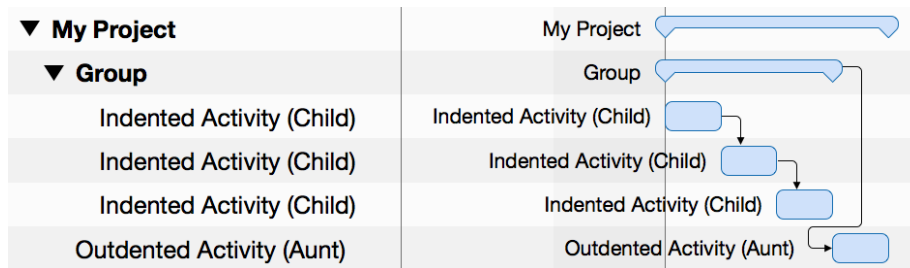 ▼ My Project
My Project
▼ Group
Group
Indented Activity (Child)
Indented Activity (Child)
Indented Activity (Child)
Indented Activity (Child)
Indented Activity (Child)
Indented Activity (Child)
Outdented Activity (Aunt)
Outdented Activity (Aunt)